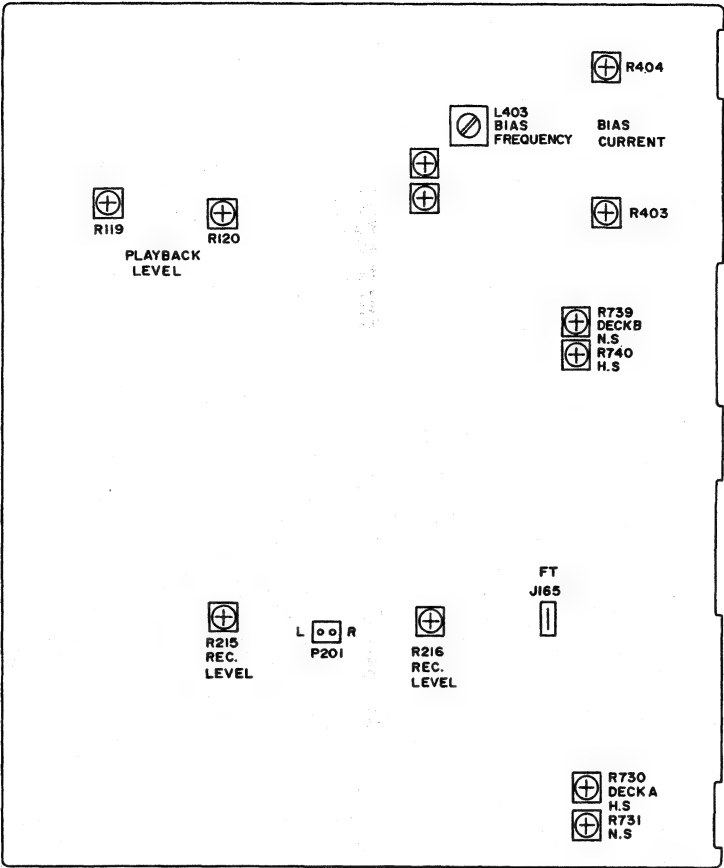 R404
L403
BIAS
FREQUENCY
BIAS
CURRENT
R119
R120
R403
PLAYBACK
LEVEL
R739
DECKB
N.S
R740
H.S
FT
J165
R215
REC.
LEVEL
L R
P201
R216
REC.
LEVEL
R730
DECKA
H.S
R731
N.S